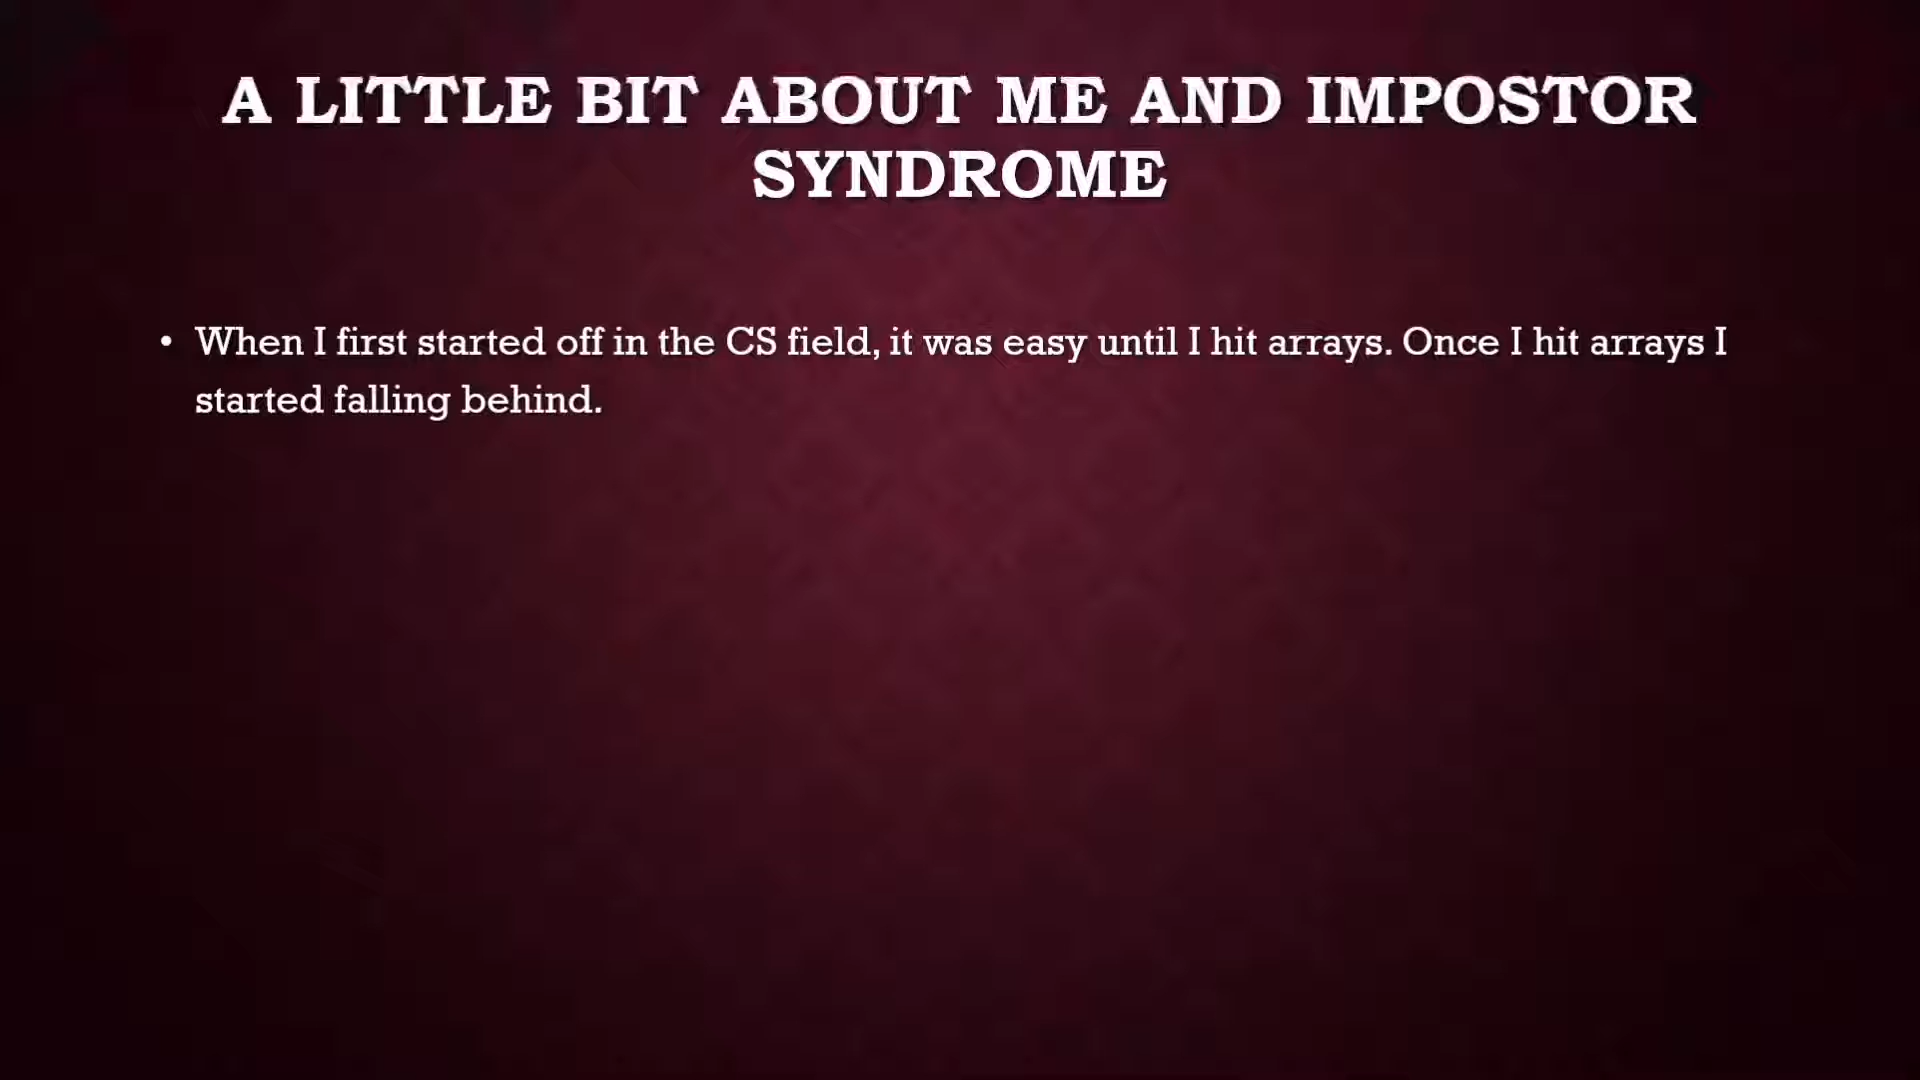 A LITTLE BIT ABOUT ME AND IMPOSTOR
SYNDROME
• When I first started off in the CS field, it was easy until I hit arrays. Once I hit arrays I
started falling behind.